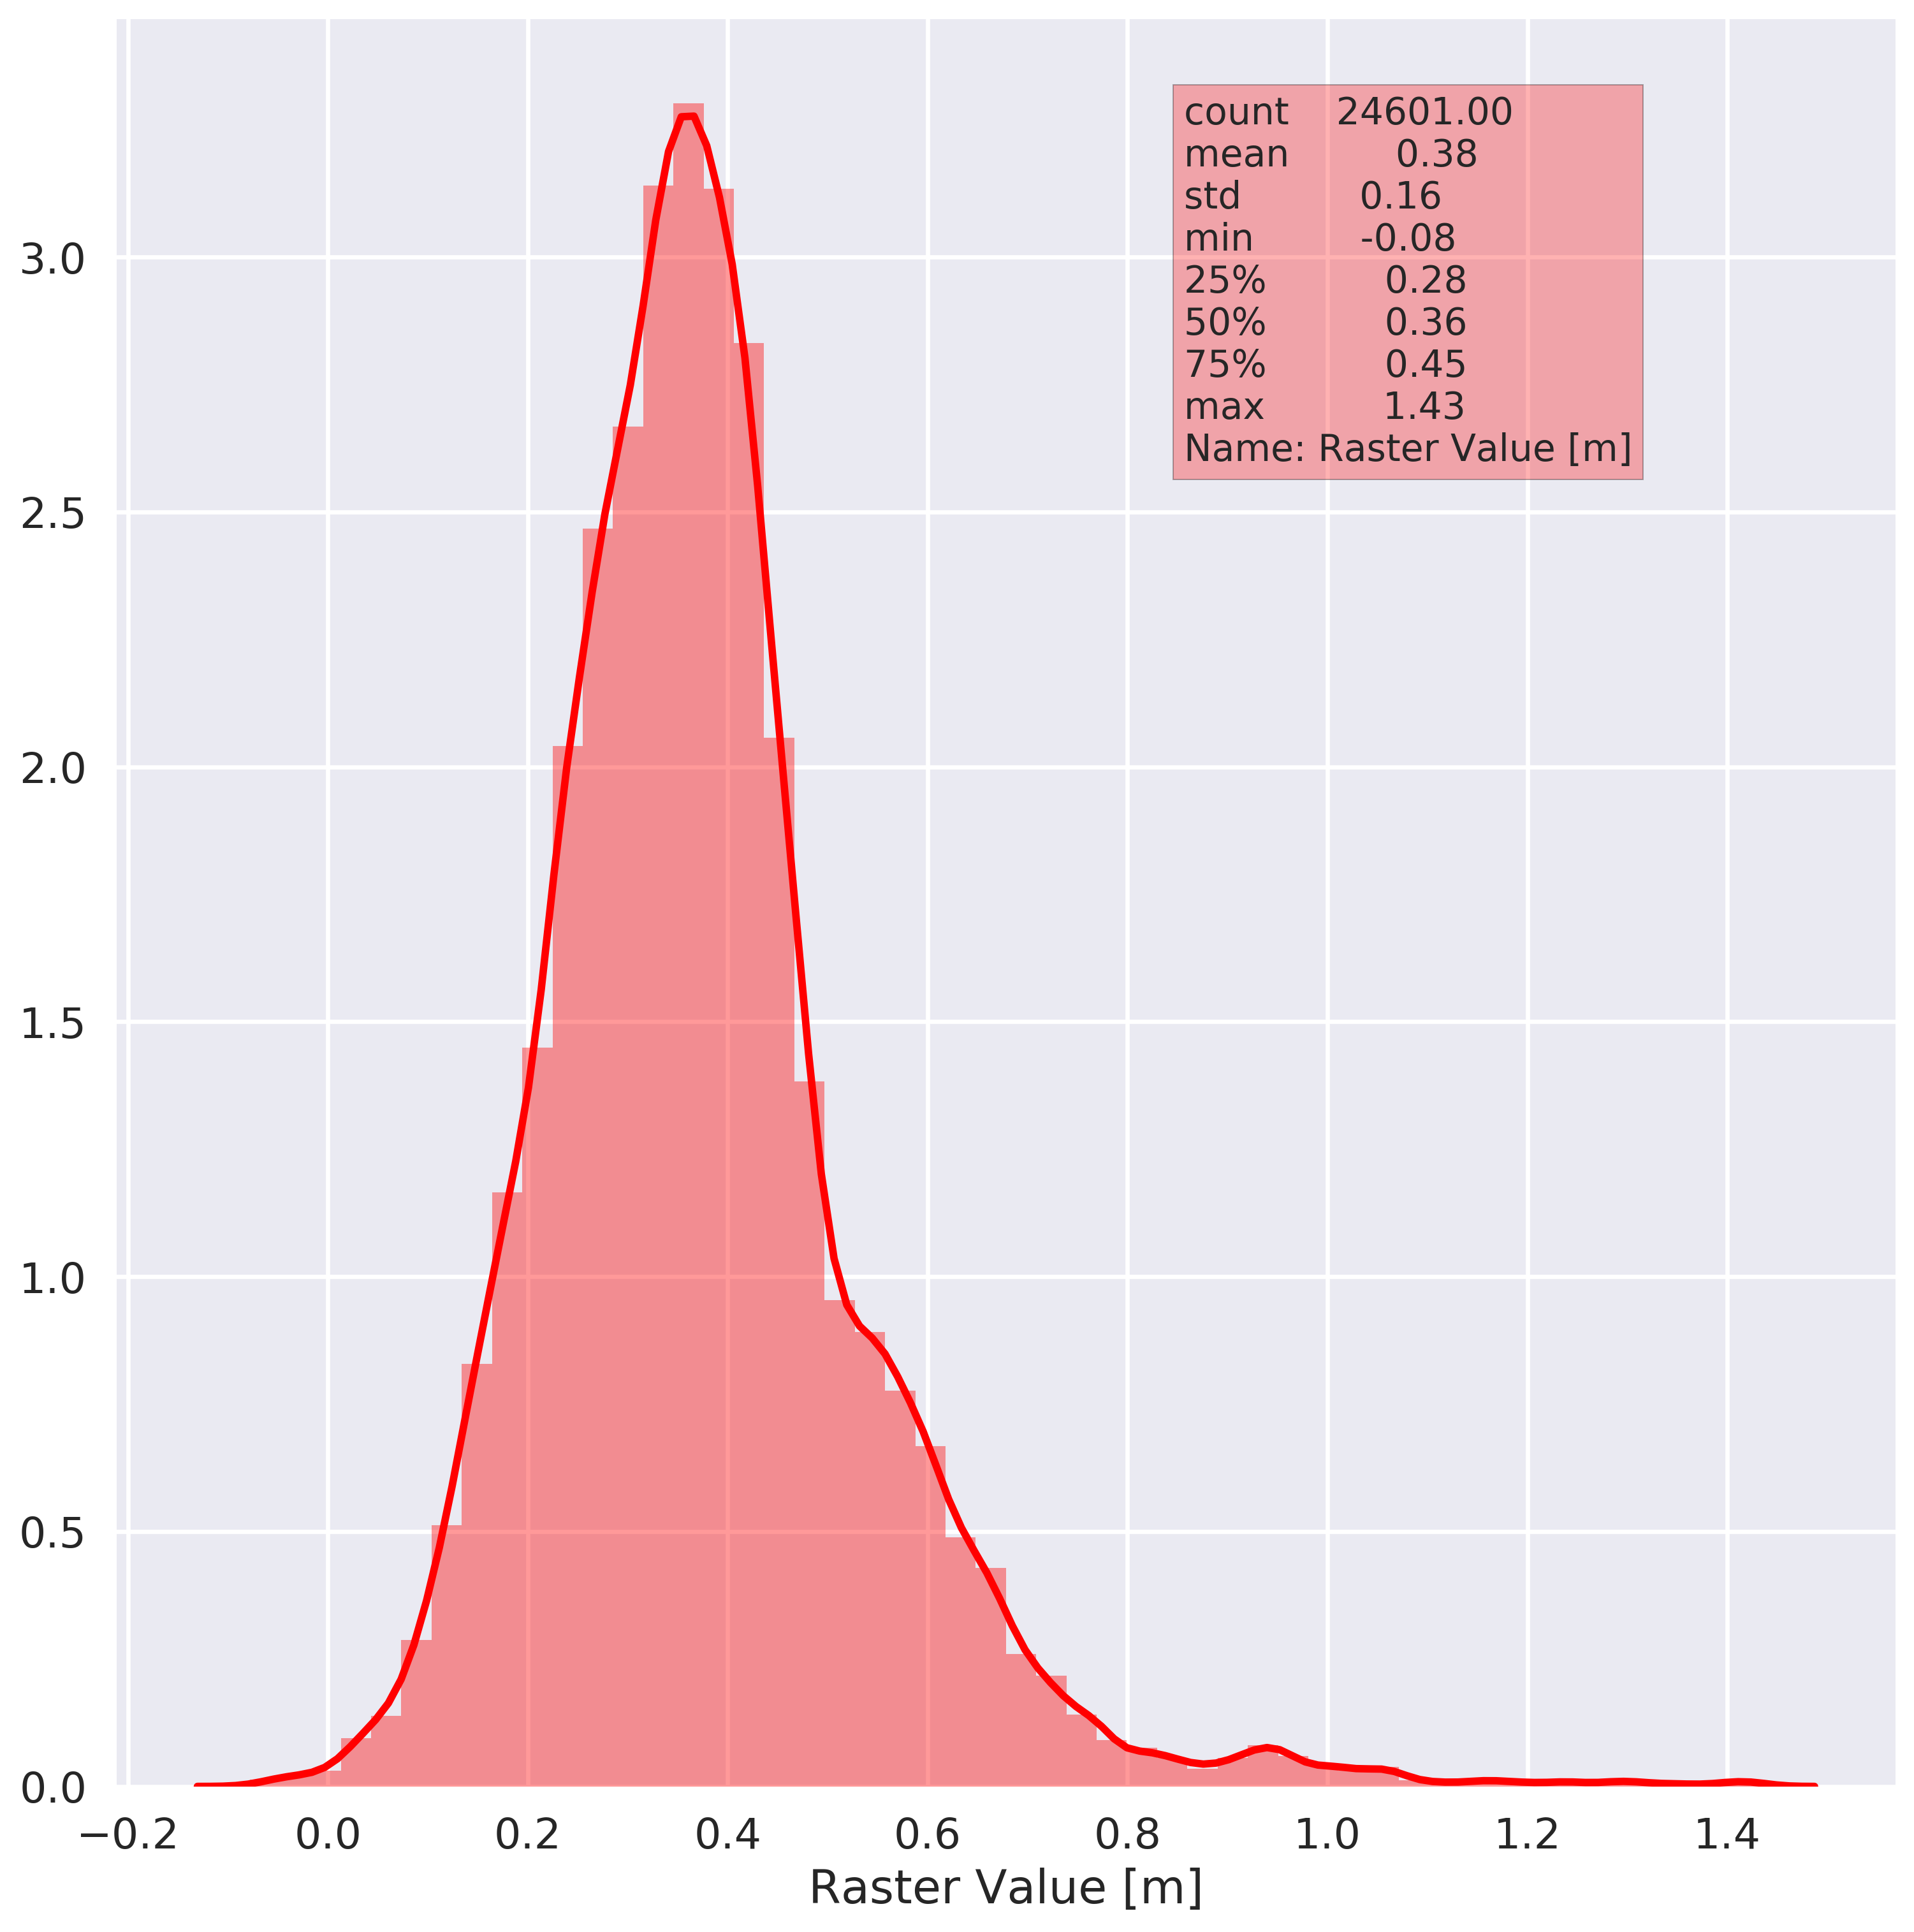 count 24601.00
mean 0.38
std 0.16
min -0.08
25% 0.28
50% 0.36
75% 0.45
max 1.43
Name: Raster Value [m]
3.0
2.5
2.0
1.5
1.0
0.5
0.0
−0.2 0.0 0.2 0.4 0.6 0.8 1.0 1.2 1.4
Raster Value [m]